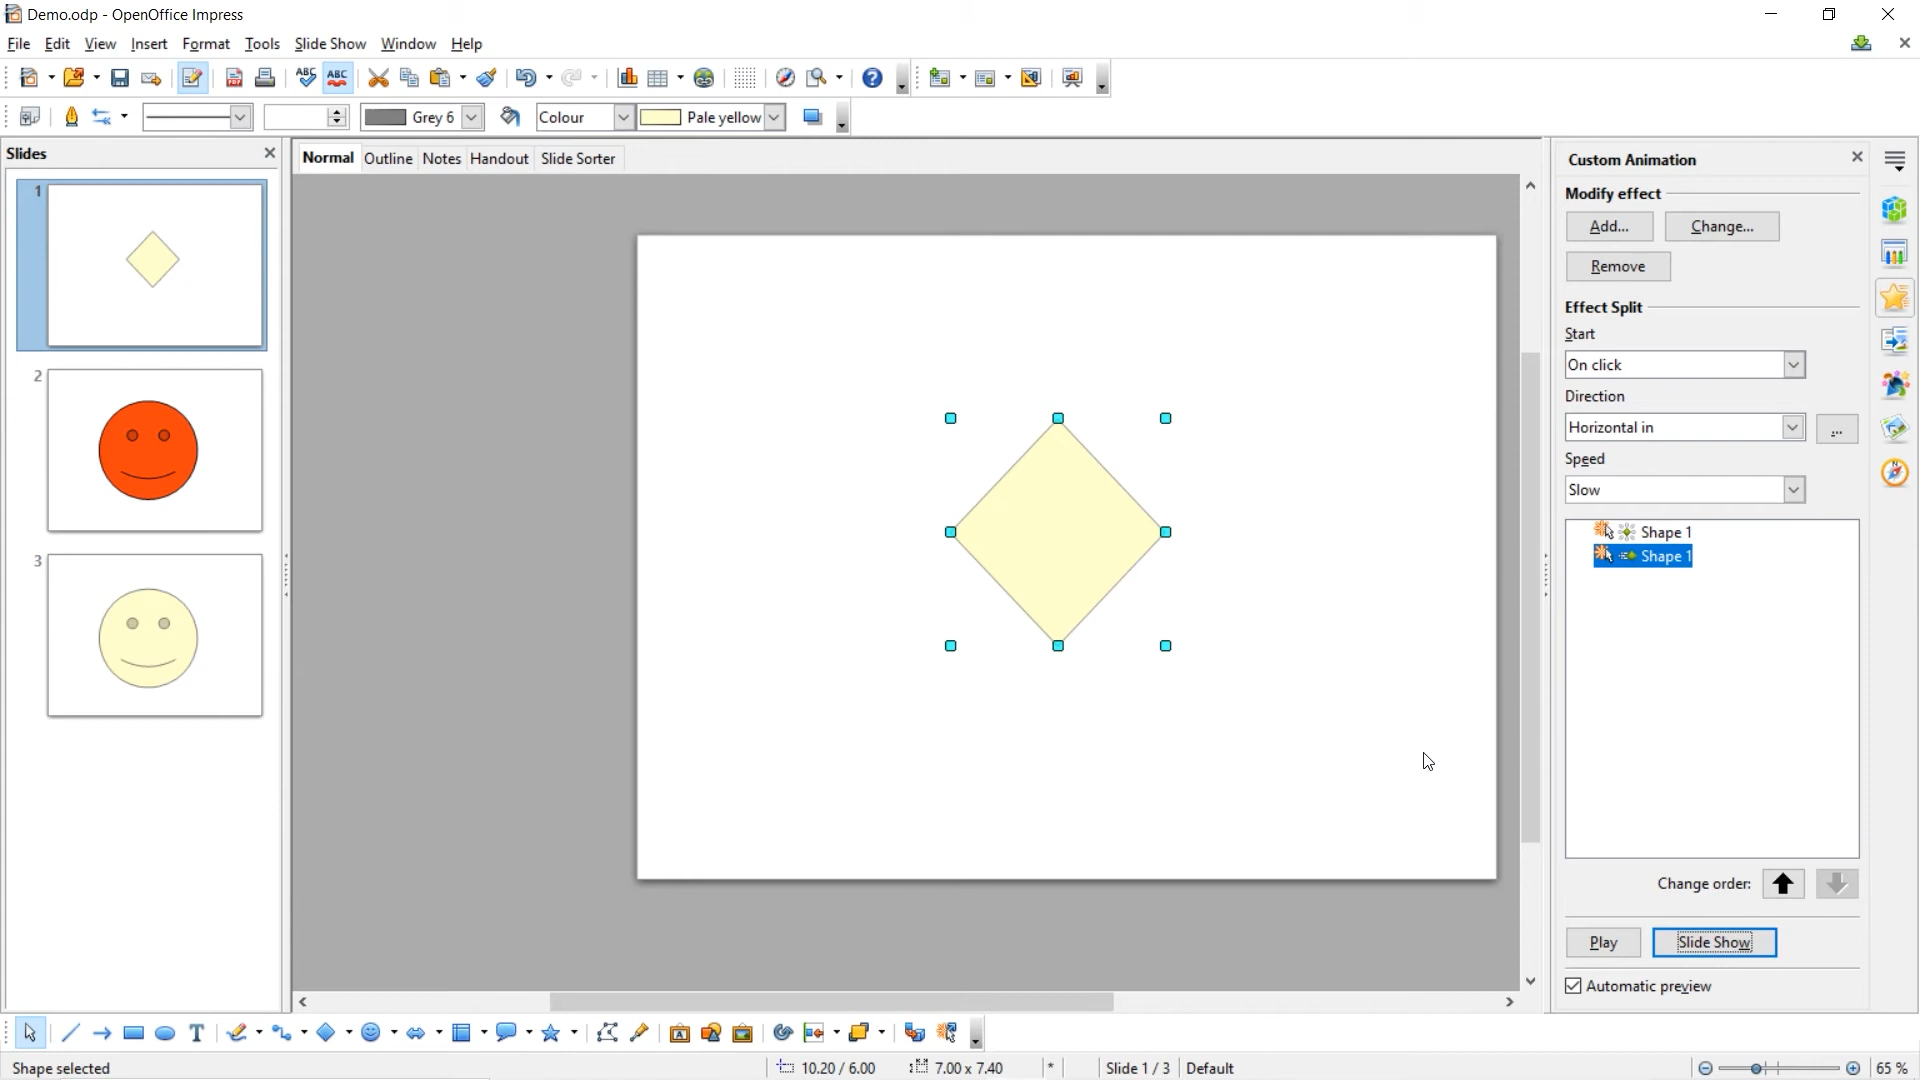 Demo.odp - OpenOffice Impress
File Edit View Insert Format Tools Slide Show Window Help
ABC ABC
Grey 6 Colour Pale yellow
Slides
Normal Outline Notes Handout Slide Sorter
Custom Animation
Modify effect
Add... Change...
Remove
Effect Split
Start
On click
Direction
Horizontal in ...
Speed
Slow
Shape 1
Shape 1
Change order:
Play Slide Show
Automatic preview
1
2
3
Shape selected 10.20 / 6.00 7.00 x 7.40 * Slide 1 / 3 Default 65 %